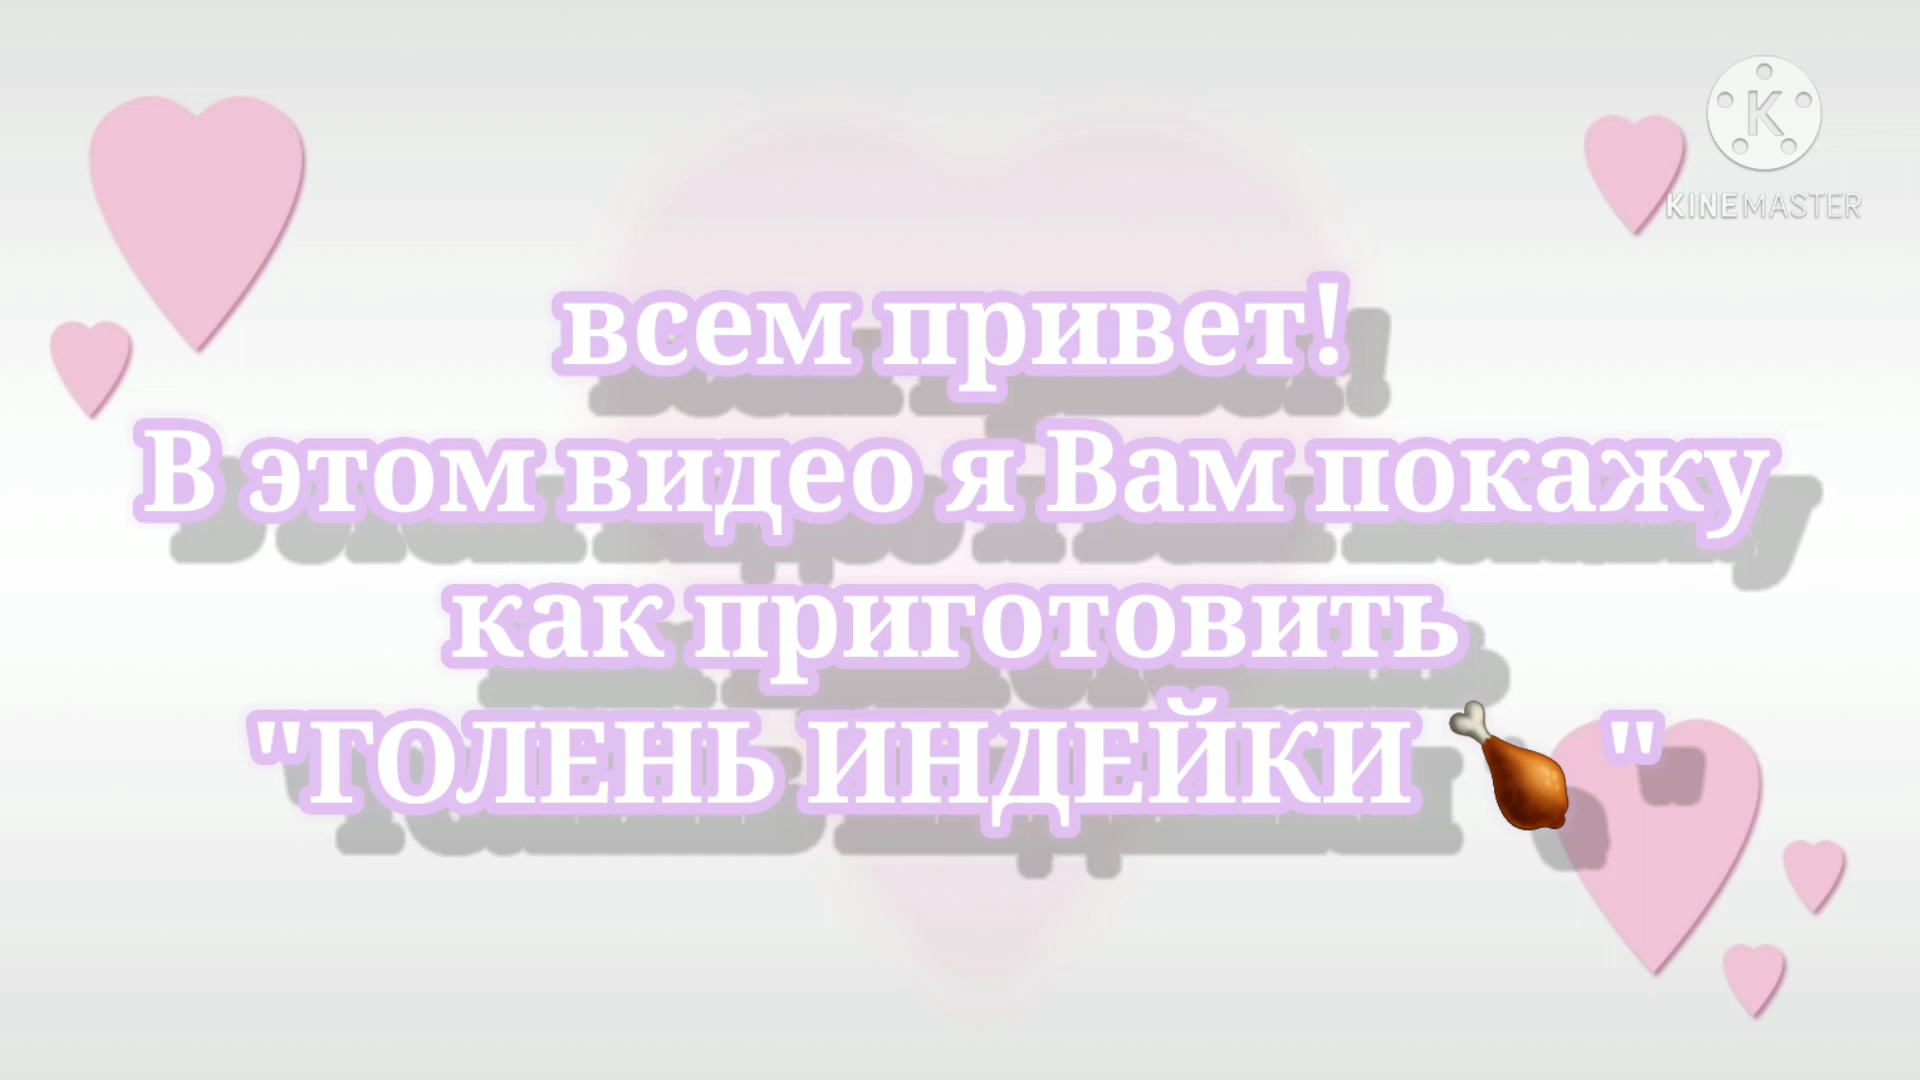 KINEMASTER
всем привет!
В этом видео я Вам покажу
как приготовить
"ГОЛЕНЬ ИНДЕЙКИ🍗 "